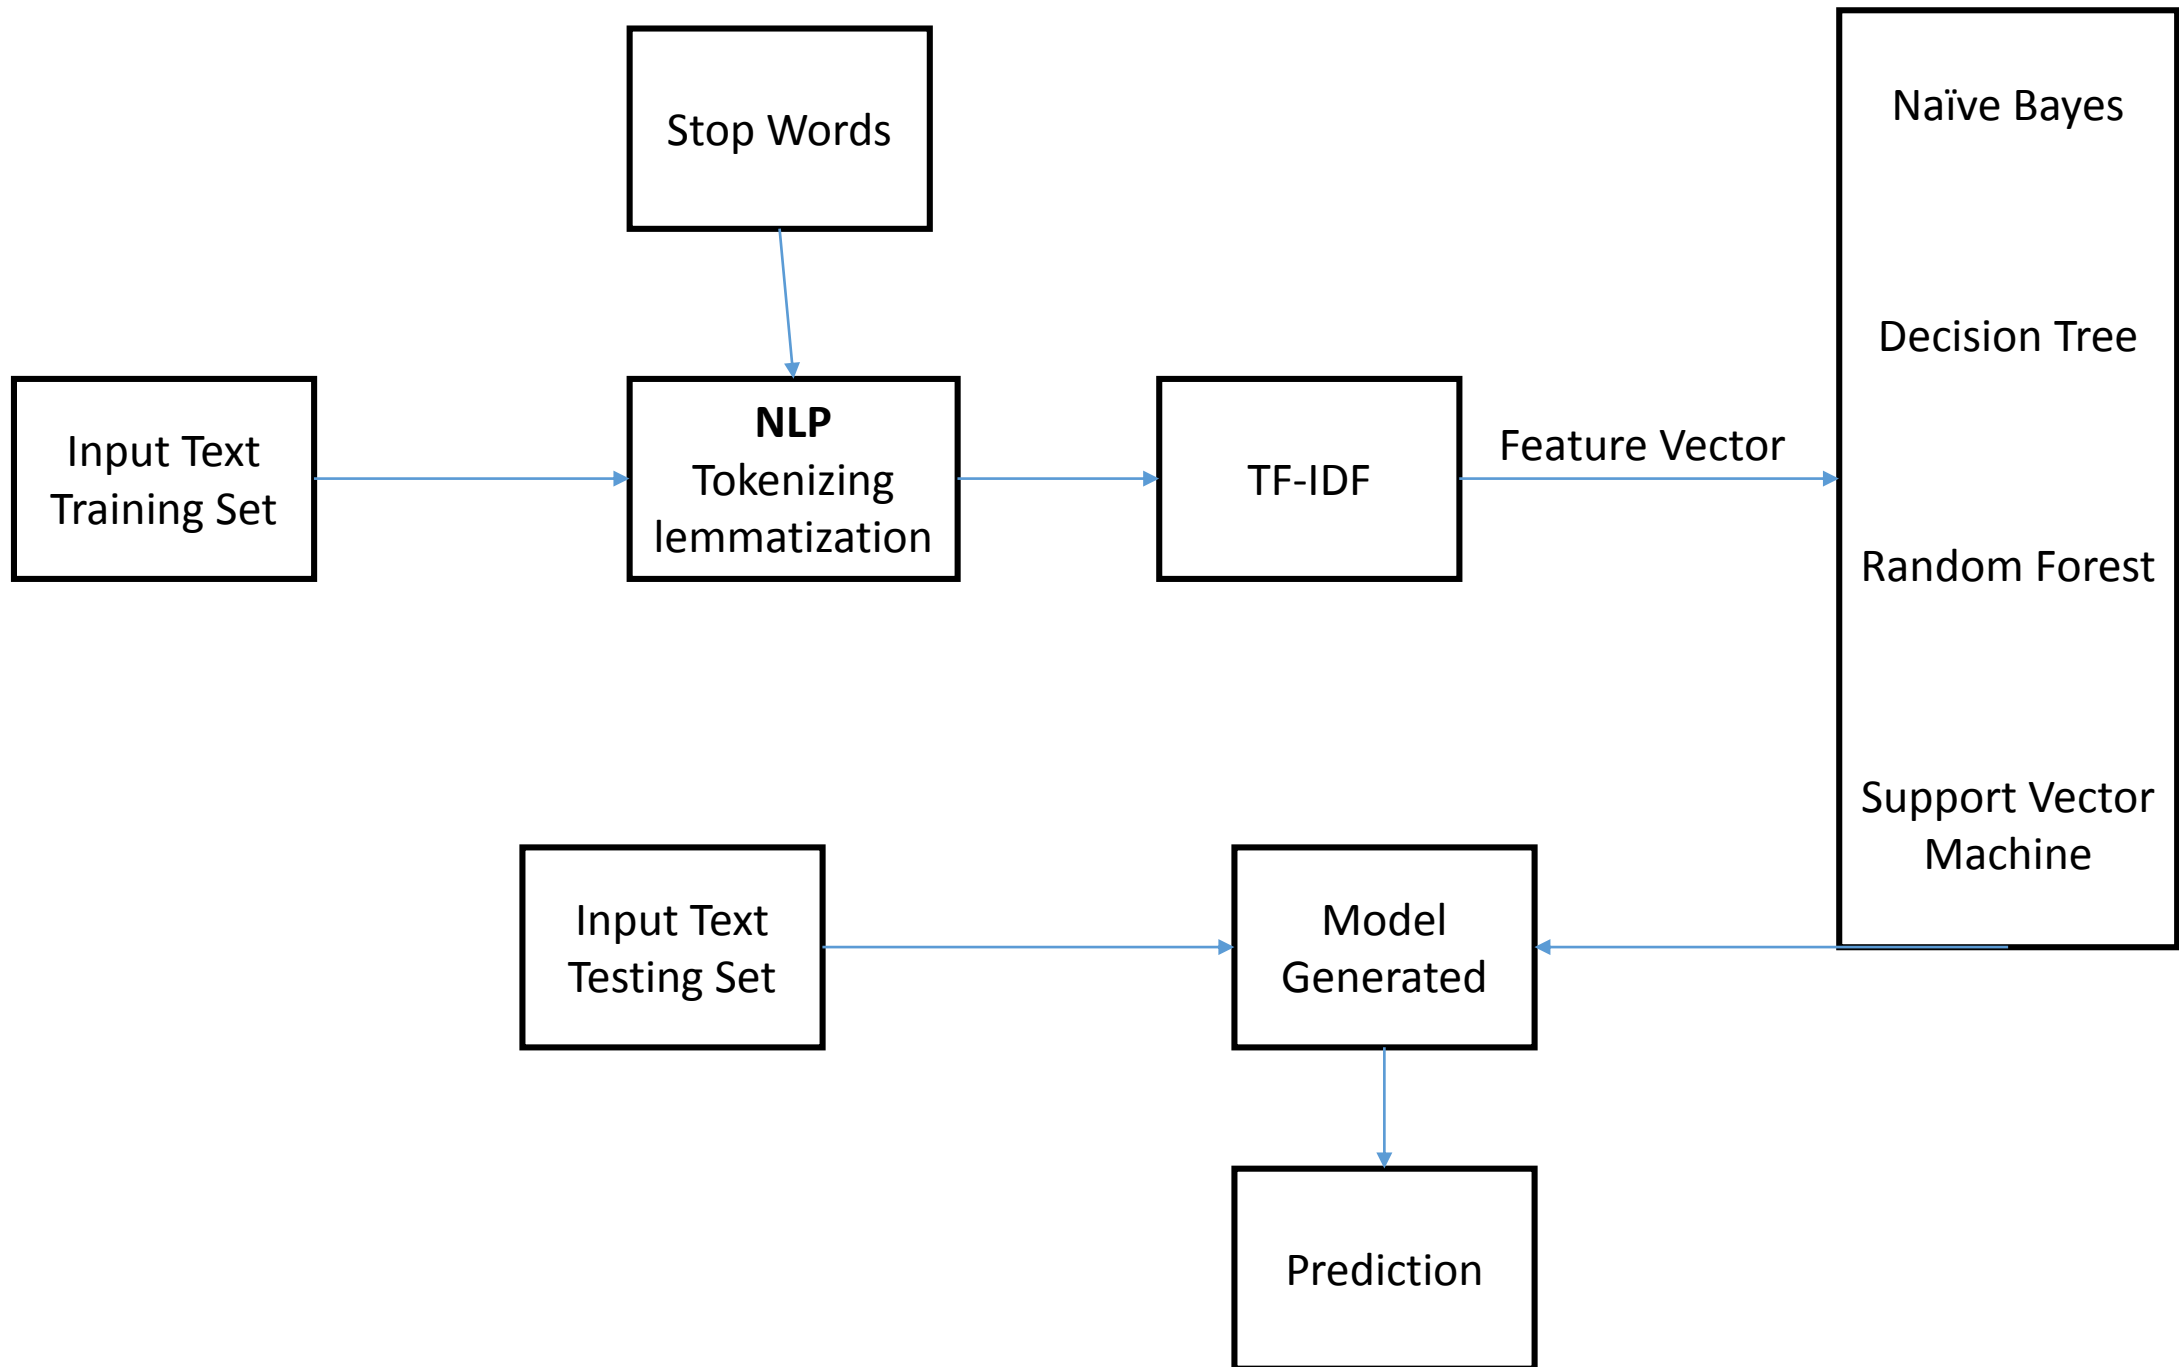 Stop Words
Naïve Bayes
Decision Tree
Random Forest
Support Vector
Machine
Input Text
Training Set
NLP
Tokenizing
lemmatization
TF-IDF
Feature Vector
Input Text
Testing Set
Model
Generated
Prediction